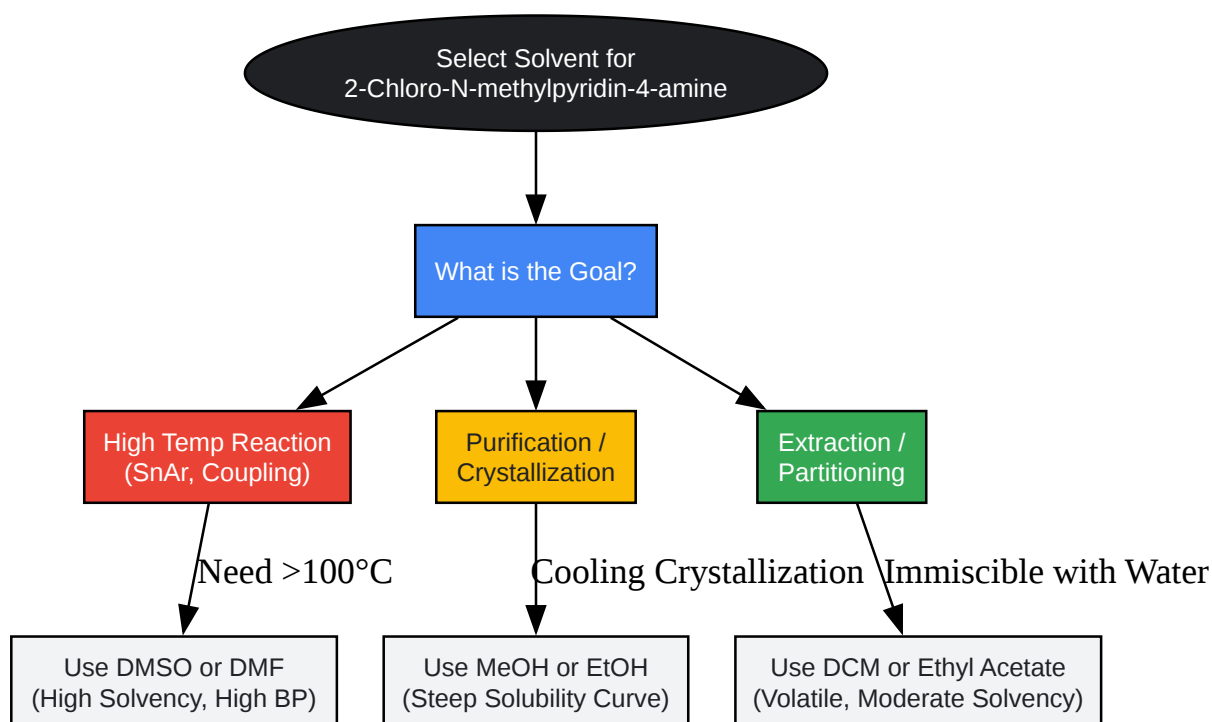 Select Solvent for
2-Chloro-N-methylpyridin-4-amine
What is the Goal?
High Temp Reaction
(SnAr, Coupling)
Purification /
Crystallization
Extraction /
Partitioning
Need >100°C
Cooling Crystallization
Immiscible with Water
Use DMSO or DMF
(High Solvency, High BP)
Use MeOH or EtOH
(Steep Solubility Curve)
Use DCM or Ethyl Acetate
(Volatile, Moderate Solvency)